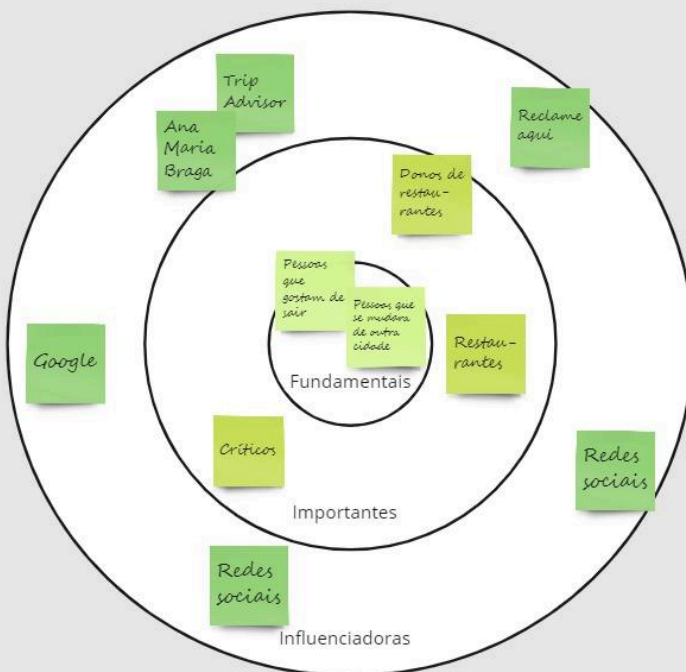 Trip
Advisor
Ana
Maria
Braga
Reclame
aqui
Donos de
restau-
rantes
Pessoas
que
gostam de
sair
Pessoas que
se mudara
de outra
cidade
Fundamentais
Google
Restau-
rantes
Críticos
Redes
sociais
Importantes
Redes
sociais
Influenciadoras